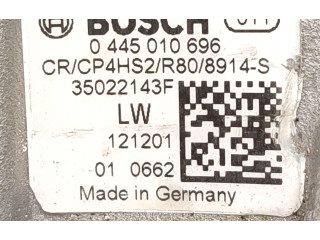 BOSCH
0 445 010 696
CR/CP4HS2/R80/8914-S
35022143F
LW
121201
01 0662
Made in Germany